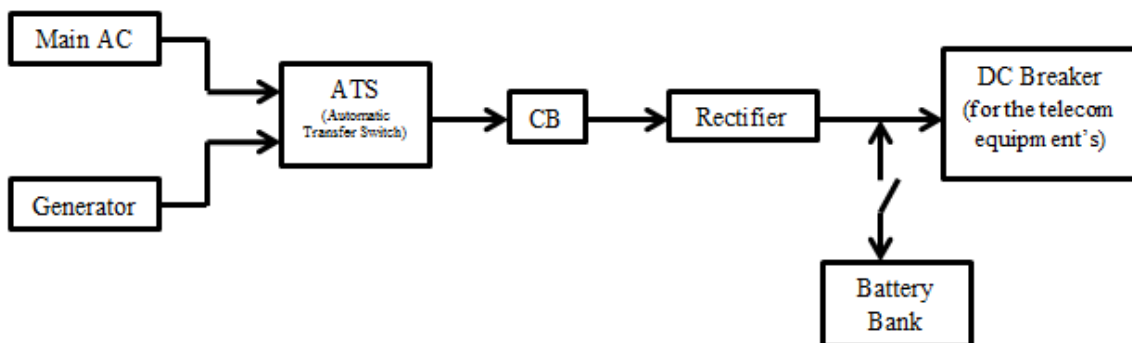 Main AC
Generator
ATS
(Automatic
Transfer Switch)
CB
Rectifier
DC Breaker
(for the telecom
equipm ent's)
Battery
Bank